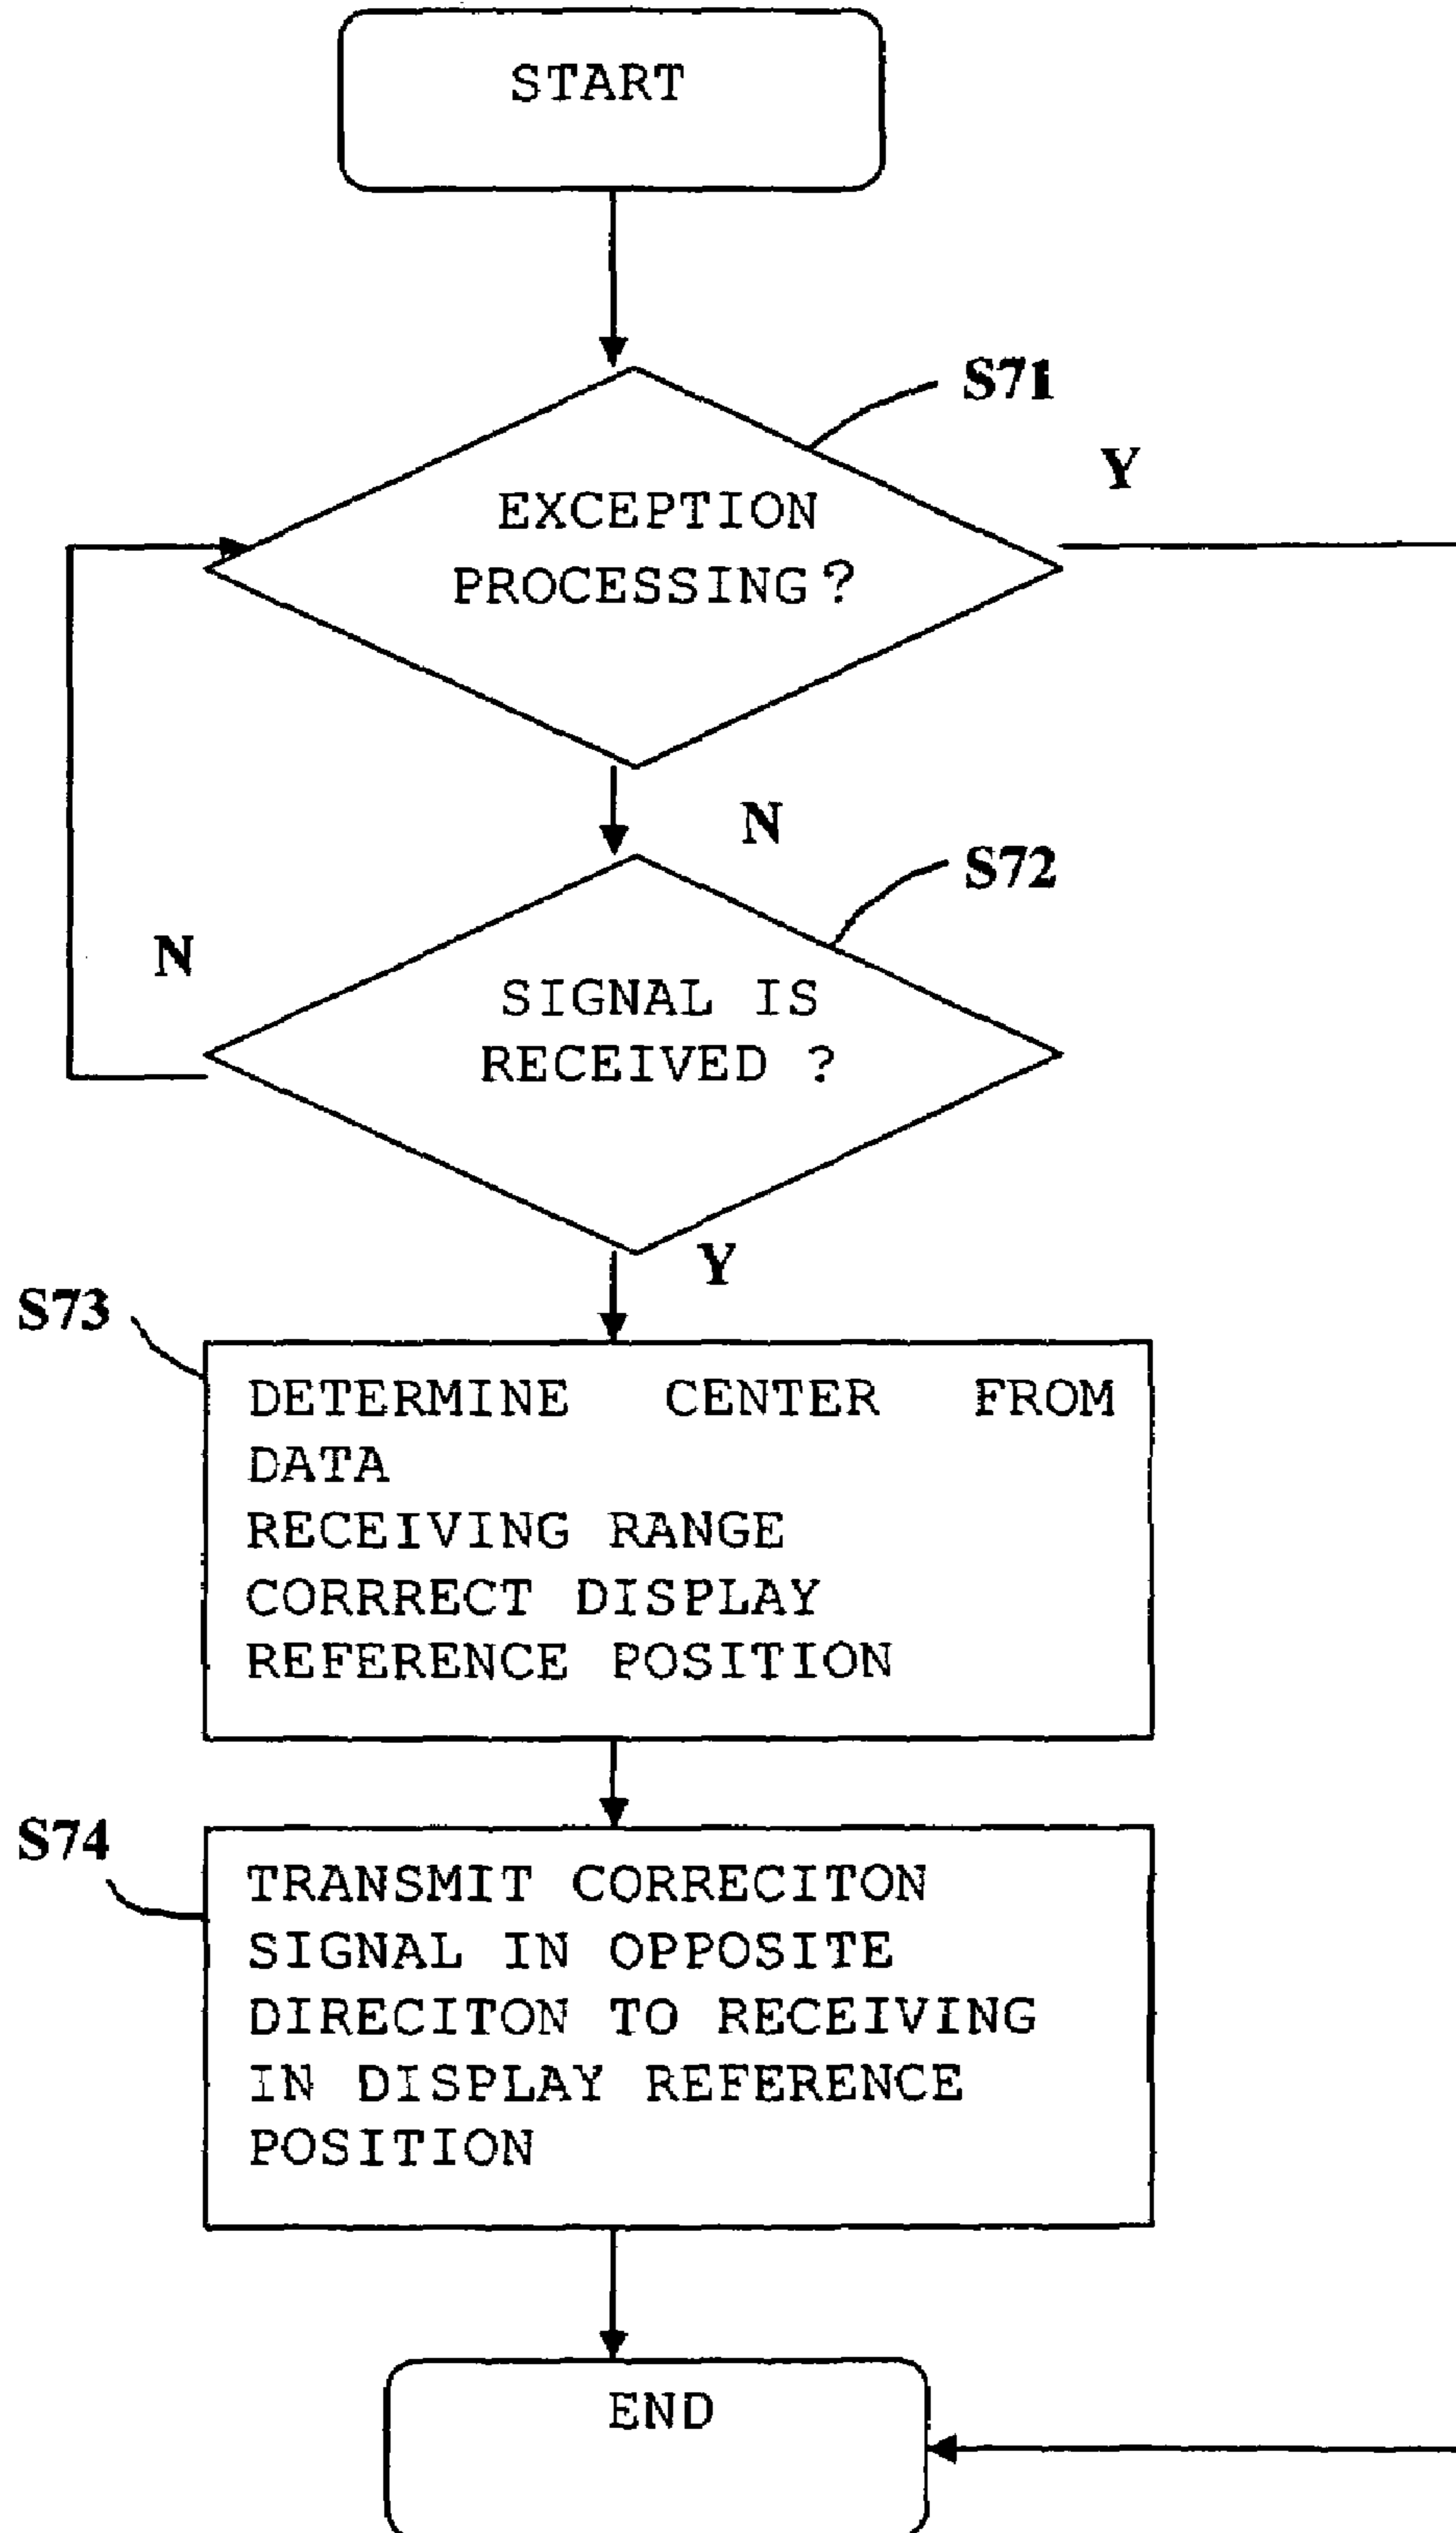 START
S71
Y
EXCEPTION
PROCESSING?
N
S72
N
SIGNAL IS
RECEIVED ?
Y
S73
DETERMINE CENTER FROM
DATA
RECEIVING RANGE
CORRRECT DISPLAY
REFERENCE POSITION
S74
TRANSMIT CORRECITON
SIGNAL IN OPPOSITE
DIRECITON TO RECEIVING
IN DISPLAY REFERENCE
POSITION
END